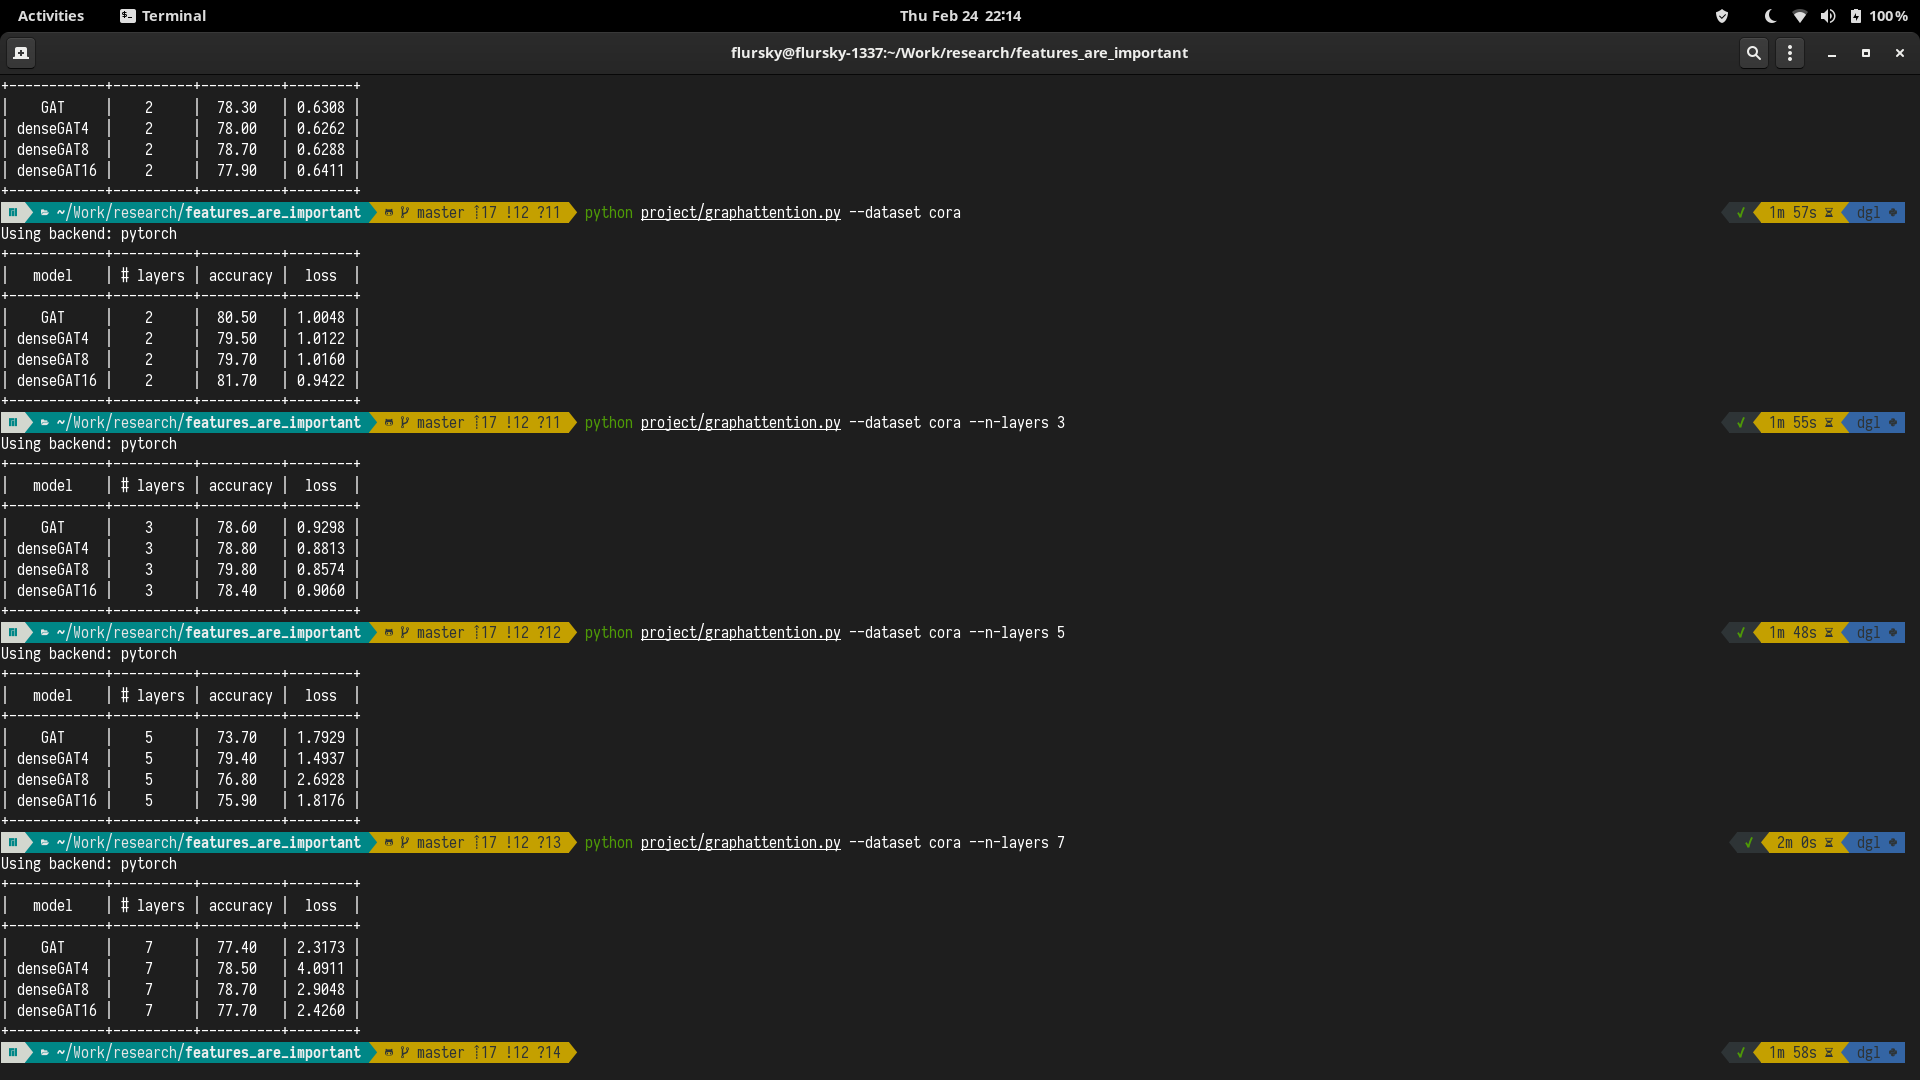 Activities Terminal Thu Feb 24 22:14 100%
flursky@flursky-1337:~/Work/research/features_are_important
+------------+----------+----------+--------+
| GAT | 2 | 78.30 | 0.6308 |
| denseGAT4 | 2 | 78.00 | 0.6262 |
| denseGAT8 | 2 | 78.70 | 0.6288 |
| denseGAT16 | 2 | 77.90 | 0.6411 |
+------------+----------+----------+--------+
~/Work/research/features_are_important master ⇡17 !12 ?11 python project/graphattention.py --dataset cora ✓ 1m 57s dgl
Using backend: pytorch
+------------+----------+----------+--------+
| model | # layers | accuracy | loss |
+------------+----------+----------+--------+
| GAT | 2 | 80.50 | 1.0048 |
| denseGAT4 | 2 | 79.50 | 1.0122 |
| denseGAT8 | 2 | 79.70 | 1.0160 |
| denseGAT16 | 2 | 81.70 | 0.9422 |
+------------+----------+----------+--------+
~/Work/research/features_are_important master ⇡17 !12 ?11 python project/graphattention.py --dataset cora --n-layers 3 ✓ 1m 55s dgl
Using backend: pytorch
+------------+----------+----------+--------+
| model | # layers | accuracy | loss |
+------------+----------+----------+--------+
| GAT | 3 | 78.60 | 0.9298 |
| denseGAT4 | 3 | 78.80 | 0.8813 |
| denseGAT8 | 3 | 79.80 | 0.8574 |
| denseGAT16 | 3 | 78.40 | 0.9060 |
+------------+----------+----------+--------+
~/Work/research/features_are_important master ⇡17 !12 ?12 python project/graphattention.py --dataset cora --n-layers 5 ✓ 1m 48s dgl
Using backend: pytorch
+------------+----------+----------+--------+
| model | # layers | accuracy | loss |
+------------+----------+----------+--------+
| GAT | 5 | 73.70 | 1.7929 |
| denseGAT4 | 5 | 79.40 | 1.4937 |
| denseGAT8 | 5 | 76.80 | 2.6928 |
| denseGAT16 | 5 | 75.90 | 1.8176 |
+------------+----------+----------+--------+
~/Work/research/features_are_important master ⇡17 !12 ?13 python project/graphattention.py --dataset cora --n-layers 7 ✓ 2m 0s dgl
Using backend: pytorch
+------------+----------+----------+--------+
| model | # layers | accuracy | loss |
+------------+----------+----------+--------+
| GAT | 7 | 77.40 | 2.3173 |
| denseGAT4 | 7 | 78.50 | 4.0911 |
| denseGAT8 | 7 | 78.70 | 2.9048 |
| denseGAT16 | 7 | 77.70 | 2.4260 |
+------------+----------+----------+--------+
~/Work/research/features_are_important master ⇡17 !12 ?14 ✓ 1m 58s dgl